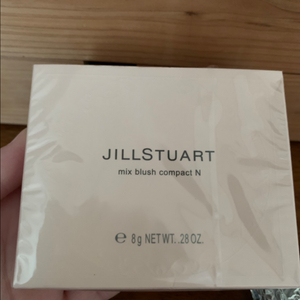 JILLSTUART
mix blush compact N
℮ 8g NET WT. .28 OZ.